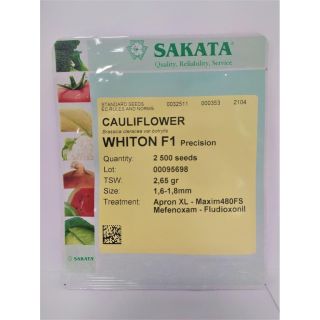 SAKATA®
Quality, Reliability, Service
STANDARD SEEDS
EC RULES AND NORMS
0032511 000353 2104
CAULIFLOWER
Brassica oleracea var botrytis
WHITON F1 Precision
Quantity: 2 500 seeds
Lot: 00095698
TSW: 2,65 gr
Size: 1,6-1,8mm
Treatment: Apron XL - Maxim480FS
Mefenoxam - Fludioxonil